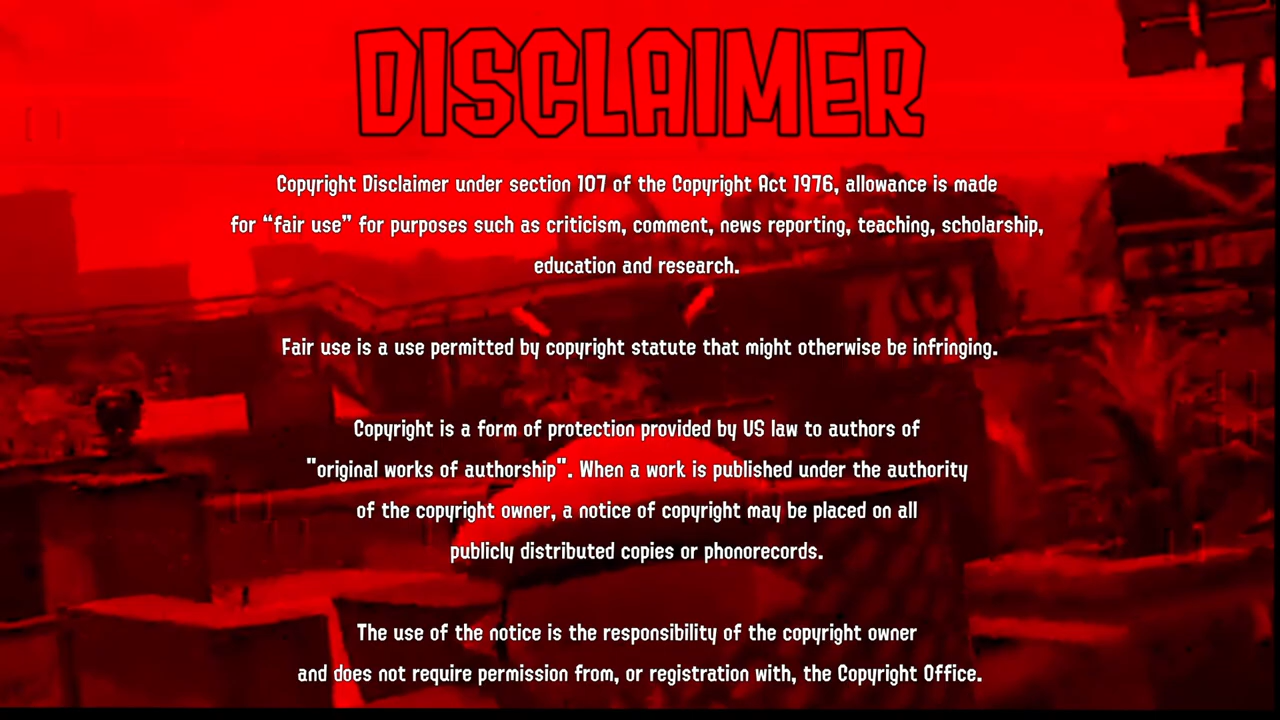 DISCLAIMER
Copyright Disclaimer under section 107 of the Copyright Act 1976, allowance is made
for “fair use” for purposes such as criticism, comment, news reporting, teaching, scholarship,
education and research.
Fair use is a use permitted by copyright statute that might otherwise be infringing.
Copyright is a form of protection provided by US law to authors of
"original works of authorship". When a work is published under the authority
of the copyright owner, a notice of copyright may be placed on all
publicly distributed copies or phonorecords.
The use of the notice is the responsibility of the copyright owner
and does not require permission from, or registration with, the Copyright Office.